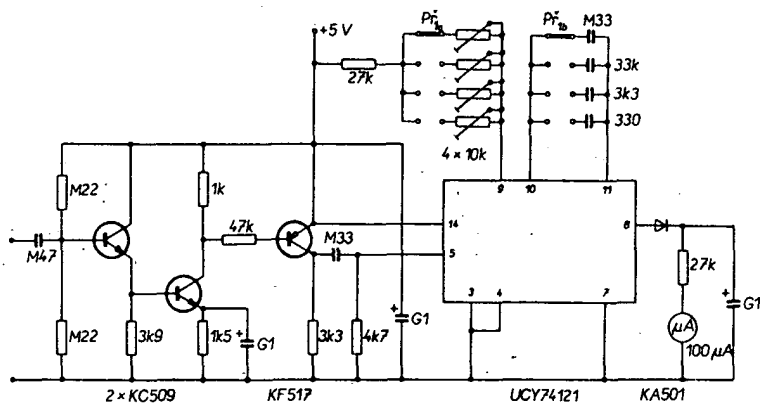 Př1a
Př1b
M33
+5 V
27k
33k
3k3
330
4 × 10k
9
10
11
M22
1k
47k
M33
14
5
6
27k
M47
3
4
7
M22
3k9
1k5
+
G1
3k3
4k7
+
G1
µA
100 µA
+
G1
2 × KC509
KF517
UCY74121
KA501